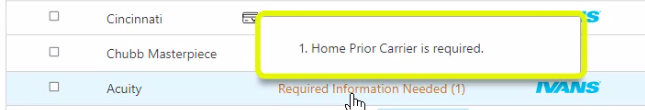 Cincinnati
1. Home Prior Carrier is required.
Chubb Masterpiece
Acuity Required Information Needed (1) IVANS